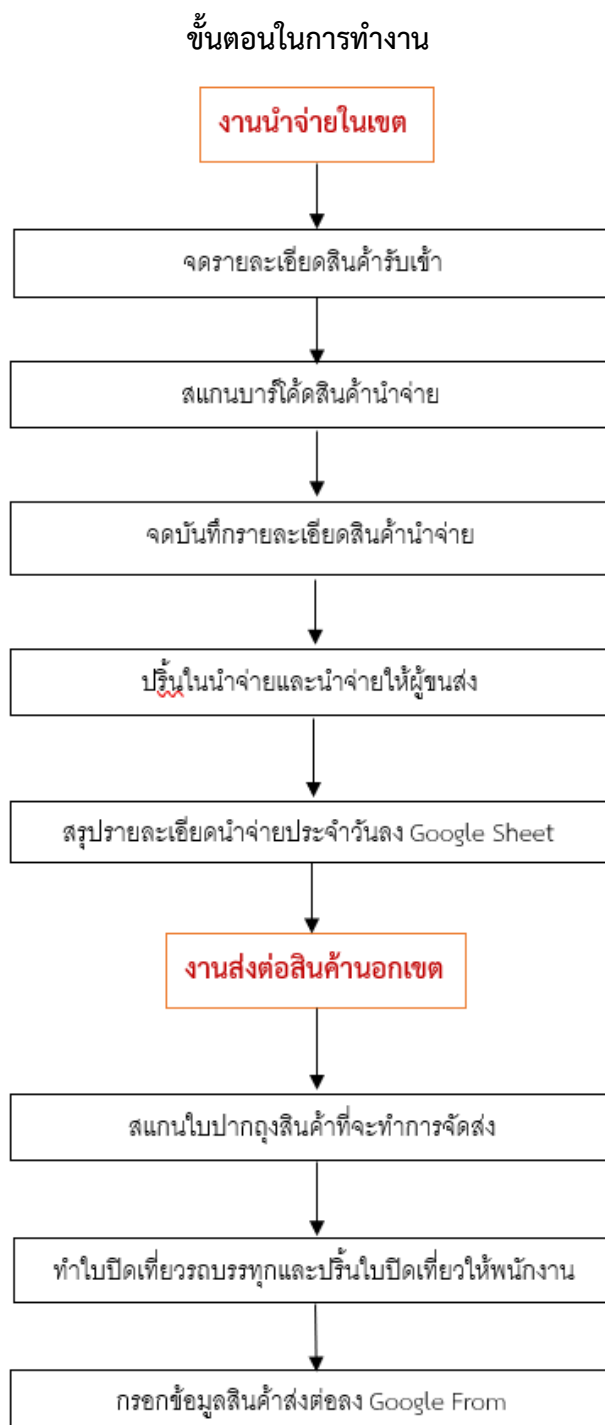 ขั้นตอนในการทำงาน
งานนำจ่ายในเขต
จดรายละเอียดสินค้ารับเข้า
สแกนบาร์โค้ดสินค้านำจ่าย
จดบันทึกรายละเอียดสินค้านำจ่าย
ปริ้นในนำจ่ายและนำจ่ายให้ผู้ขนส่ง
สรุปรายละเอียดนำจ่ายประจำวันลง Google Sheet
งานส่งต่อสินค้านอกเขต
สแกนใบปากถุงสินค้าที่จะทำการจัดส่ง
ทำใบปิดเที่ยวรถบรรทุกและปริ้นใบปิดเที่ยวให้พนักงาน
กรอกข้อมูลสินค้าส่งต่อลง Google From